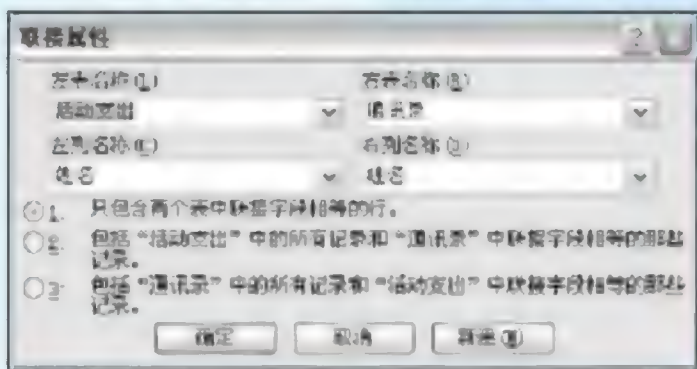 联接属性
左表名称(L) 右表名称(R)
活动支出 通讯录
左列名称(E) 右列名称(O)
姓名 姓名
1: 只包含两个表中联接字段相等的行。
2: 包括“活动支出”中的所有记录和“通讯录”中联接字段相等的那些
记录。
3: 包括“通讯录”中的所有记录和“活动支出”中联接字段相等的那些
记录。
确定 取消 新建(N)